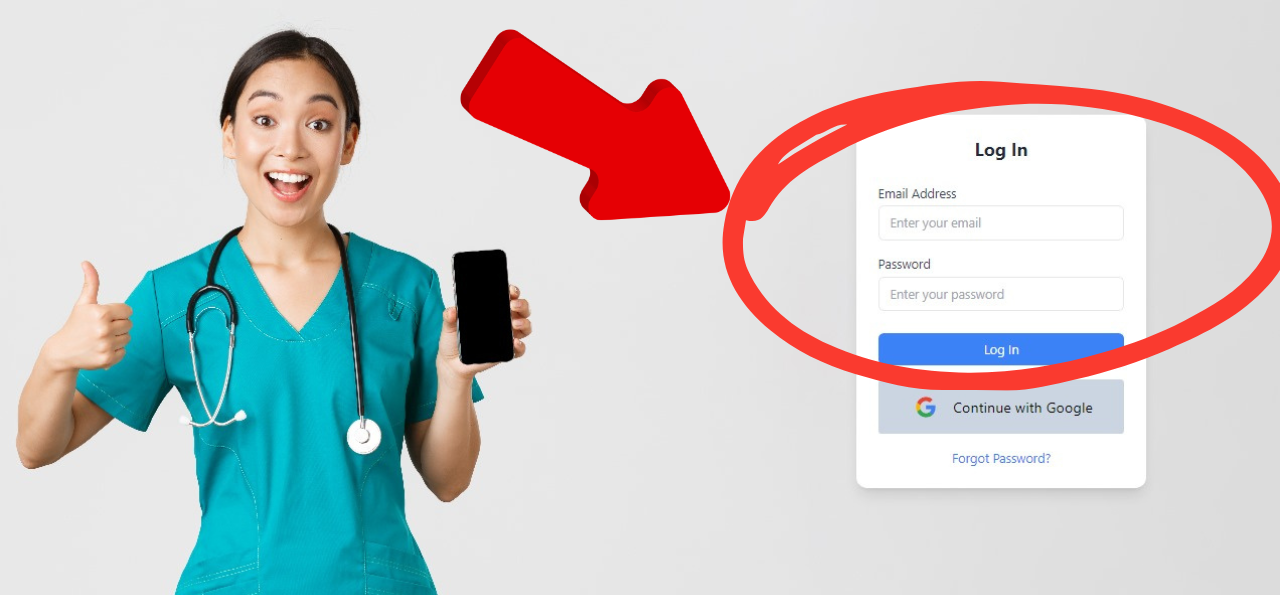 Log In
Email Address
Enter your email
Password
Enter your password
Log In
Continue with Google
Forgot Password?